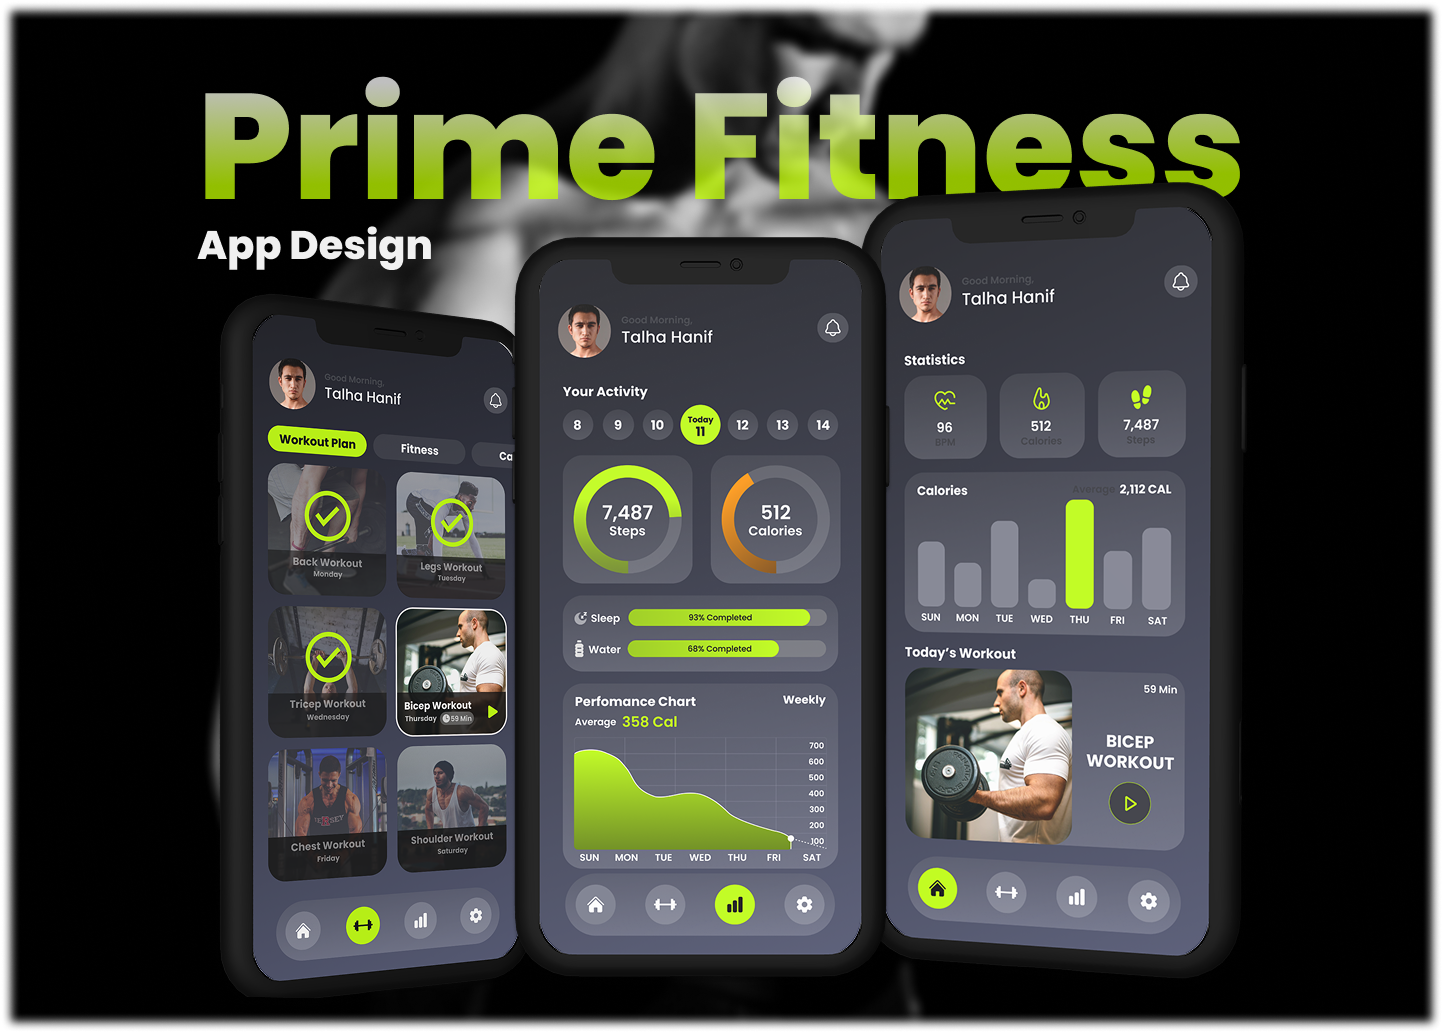 Prime Fitness
App Design
Good Morning,
Talha Hanif
Workout Plan
Fitness
Ca
Back Workout
Monday
Legs Workout
Tuesday
Tricep Workout
Wednesday
Bicep Workout
Thursday 59 Min
Chest Workout
Friday
Shoulder Workout
Saturday
Good Morning,
Talha Hanif
Your Activity
8 9 10 Today 11 12 13 14
7,487
Steps
512
Calories
Sleep 93% Completed
Water 68% Completed
Perfomance Chart Weekly
Average 358 Cal
700
600
500
400
300
200
100
SUN MON TUE WED THU FRI SAT
Good Morning,
Talha Hanif
Statistics
96
BPM
512
Calories
7,487
Steps
Calories Average 2,112 CAL
SUN MON TUE WED THU FRI SAT
Today's Workout
59 Min
BICEP
WORKOUT